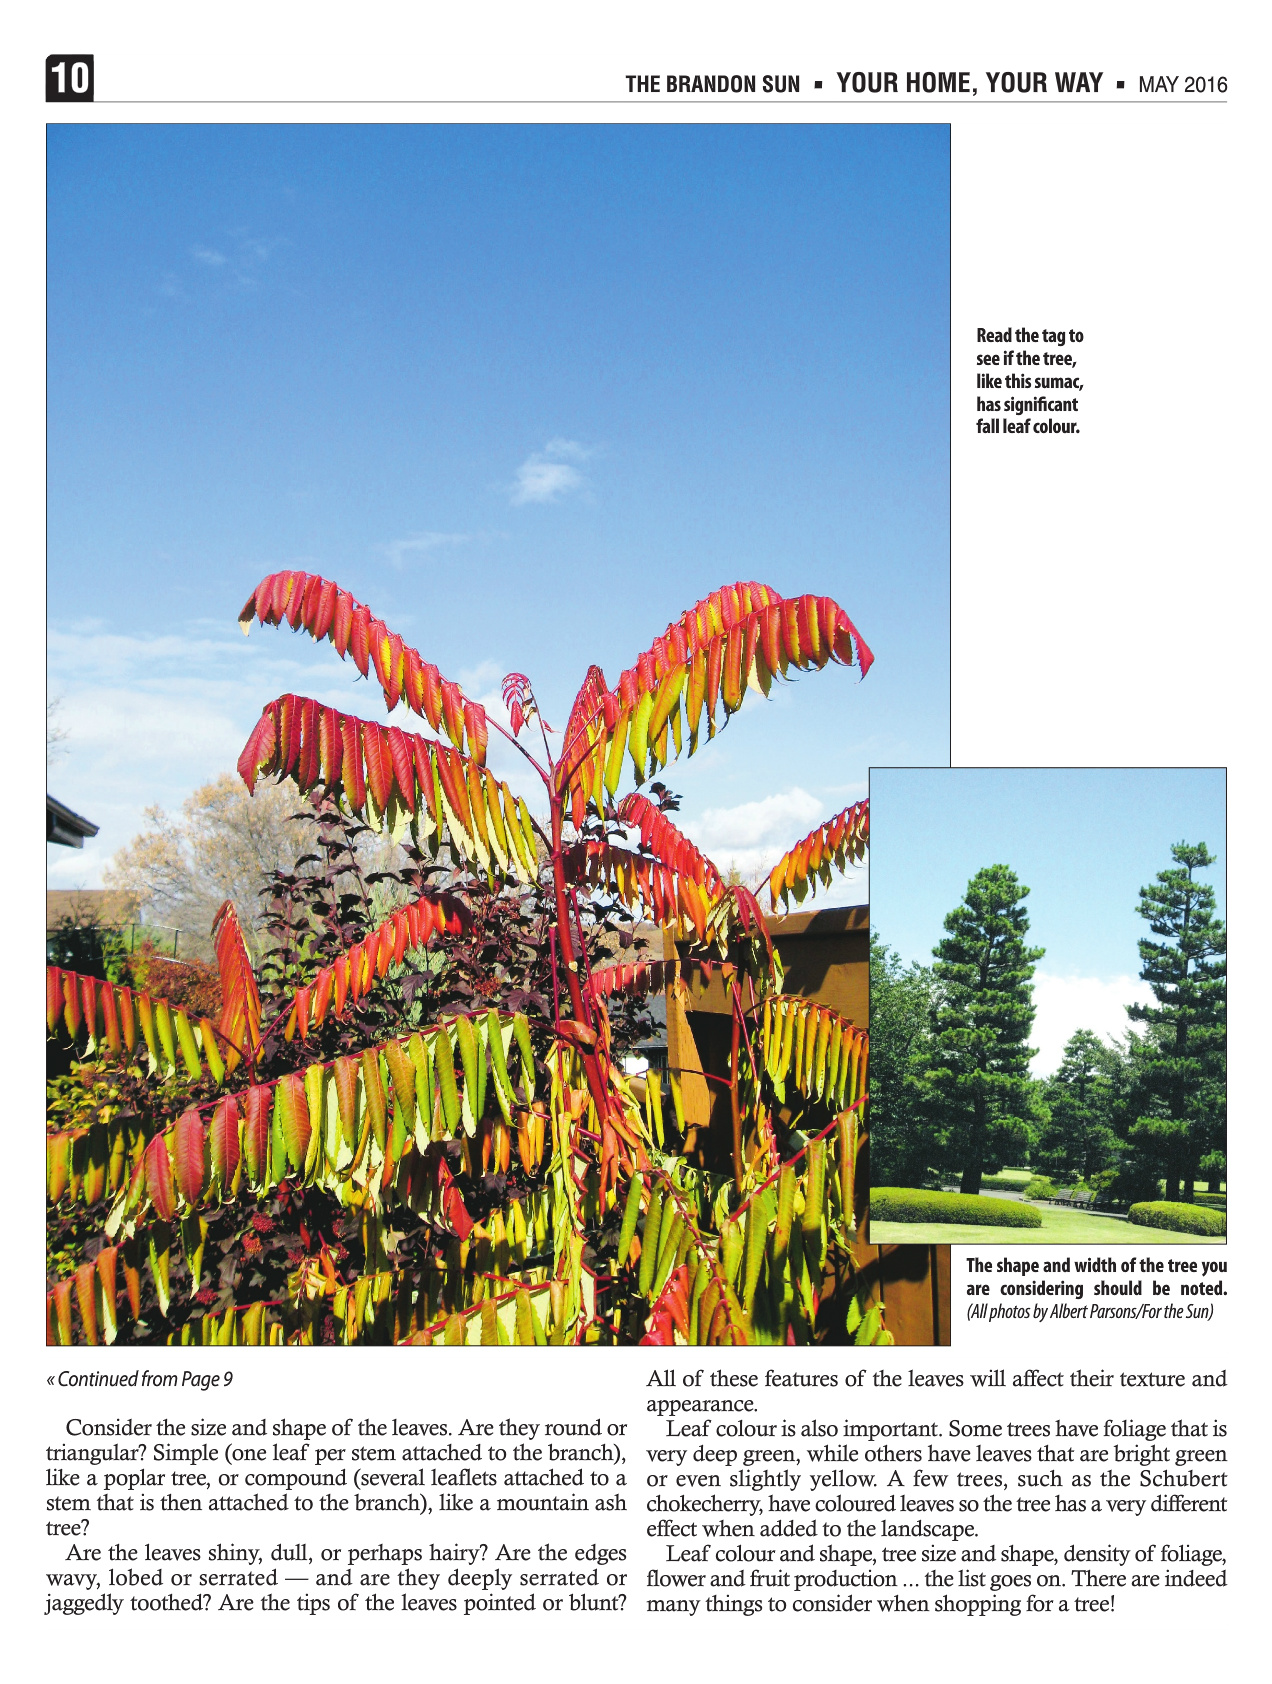 10
THE BRANDON SUN ▪ YOUR HOME, YOUR WAY ▪ MAY 2016
Read the tag to
see if the tree,
like this sumac,
has significant
fall leaf colour.
The shape and width of the tree you
are considering should be noted.
(All photos by Albert Parsons/For the Sun)
« Continued from Page 9
Consider the size and shape of the leaves. Are they round or
triangular? Simple (one leaf per stem attached to the branch),
like a poplar tree, or compound (several leaflets attached to a
stem that is then attached to the branch), like a mountain ash
tree?
Are the leaves shiny, dull, or perhaps hairy? Are the edges
wavy, lobed or serrated — and are they deeply serrated or
jaggedly toothed? Are the tips of the leaves pointed or blunt?
All of these features of the leaves will affect their texture and
appearance.
Leaf colour is also important. Some trees have foliage that is
very deep green, while others have leaves that are bright green
or even slightly yellow. A few trees, such as the Schubert
chokecherry, have coloured leaves so the tree has a very different
effect when added to the landscape.
Leaf colour and shape, tree size and shape, density of foliage,
flower and fruit production ... the list goes on. There are indeed
many things to consider when shopping for a tree!